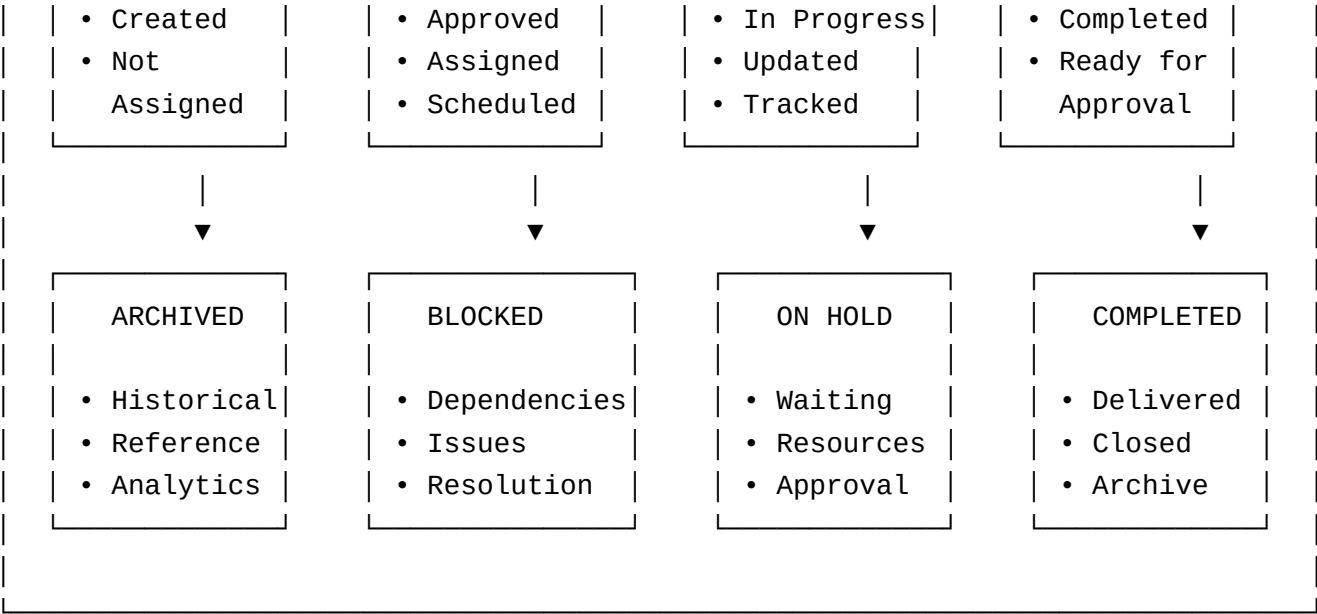 • Created • Approved • In Progress • Completed
• Not • Assigned • Updated • Ready for
Assigned • Scheduled • Tracked Approval
ARCHIVED BLOCKED ON HOLD COMPLETED
• Historical • Dependencies • Waiting • Delivered
• Reference • Issues • Resources • Closed
• Analytics • Resolution • Approval • Archive